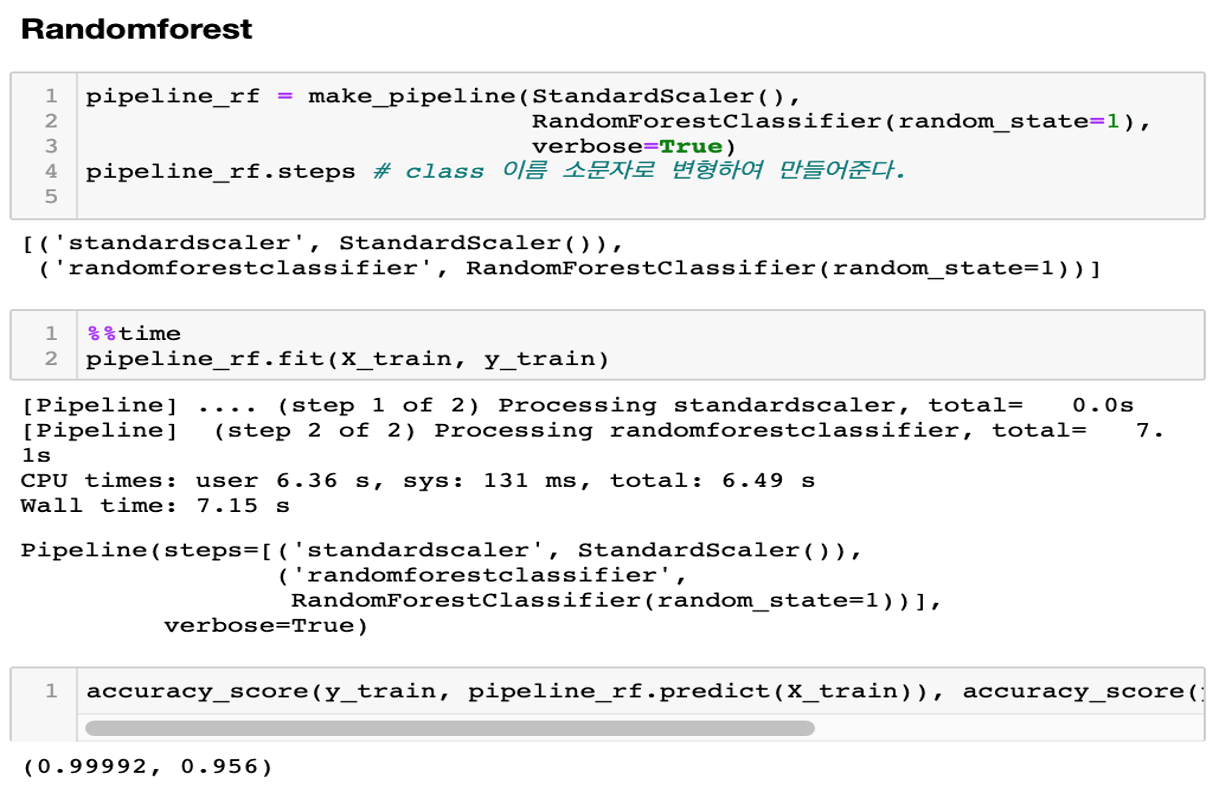 Randomforest
1 pipeline_rf = make_pipeline(StandardScaler(),
2 RandomForestClassifier(random_state=1),
3 verbose=True)
4 pipeline_rf.steps # class 이름 소문자로 변형하여 만들어준다.
5
[('standardscaler', StandardScaler()),
('randomforestclassifier', RandomForestClassifier(random_state=1))]
1 %%time
2 pipeline_rf.fit(X_train, y_train)
[Pipeline] .... (step 1 of 2) Processing standardscaler, total=   0.0s
[Pipeline]  (step 2 of 2) Processing randomforestclassifier, total=   7.
1s
CPU times: user 6.36 s, sys: 131 ms, total: 6.49 s
Wall time: 7.15 s
Pipeline(steps=[('standardscaler', StandardScaler()),
('randomforestclassifier',
RandomForestClassifier(random_state=1))],
verbose=True)
1 accuracy_score(y_train, pipeline_rf.predict(X_train)), accuracy_score(
(0.99992, 0.956)